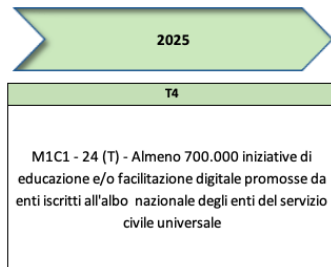 2025
T4
M1C1 - 24 (T) - Almeno 700.000 iniziative di
educazione e/o facilitazione digitale promosse da
enti iscritti all'albo nazionale degli enti del servizio
civile universale